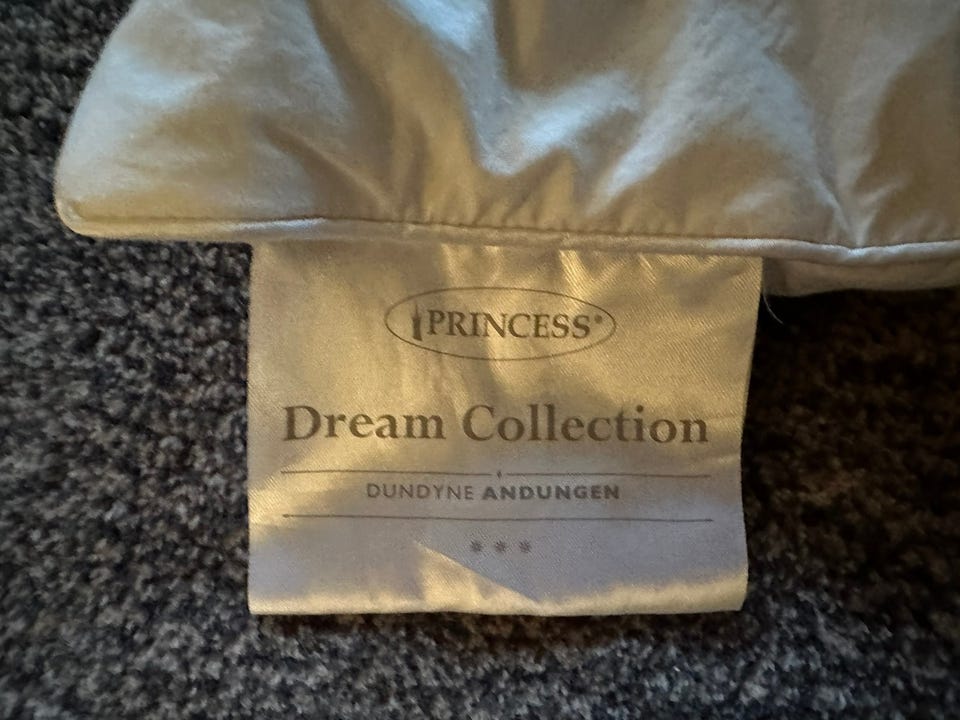 PRINCESS®
Dream Collection
DUNDYNE ANDUNGEN
***